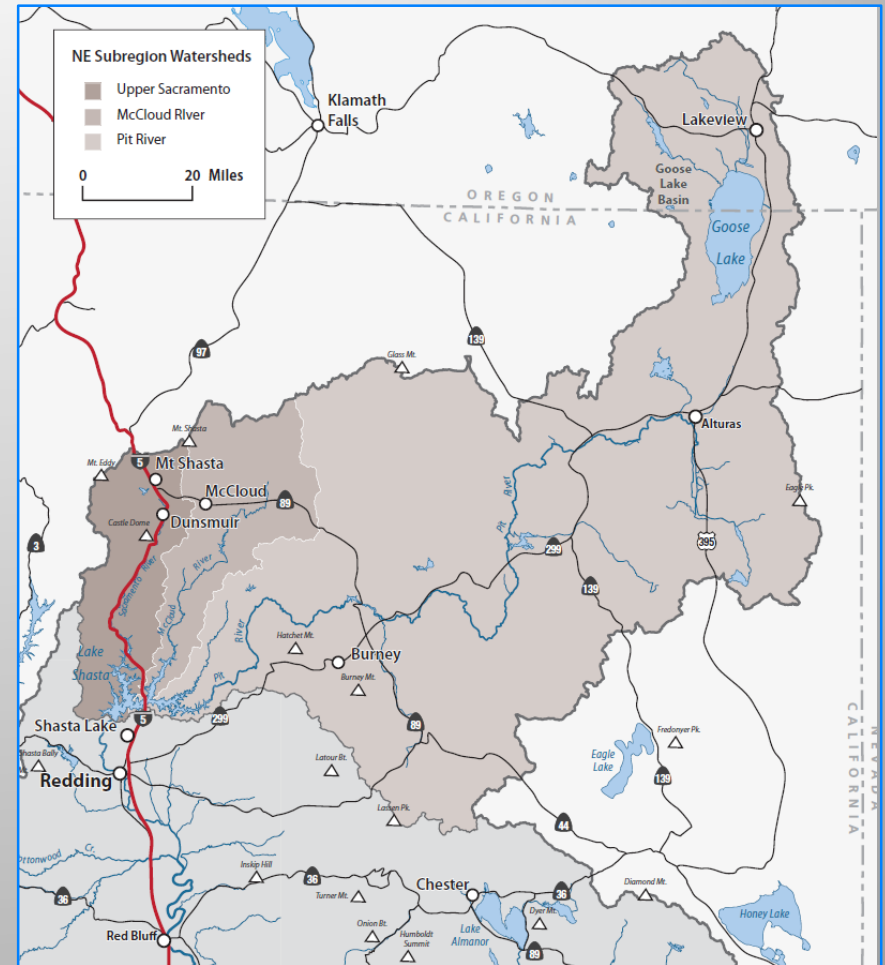 NE Subregion Watersheds
Upper Sacramento
McCloud RIver
Pit River
0 20 Miles
Klamath
Falls
Lakeview
Goose
Lake
Basin
OREGON
CALIFORNIA
Goose
Lake
97
139
Glass Mt.
Mt. Shasta
Alturas
5
Mt. Eddy
Mt Shasta
McCloud
89
Eagle Pk.
Castle Dome
Dunsmuir
Pit River
3
299
395
139
Sacramento River
McCloud River
Hatchet Mt.
Pit River
Lake
Shasta
Burney
Burney Mt.
5
299
89
Shasta Lake
Shasta Bally
Latour Bt.
Fredonyer Pk.
Eagle
Lake
139
Redding
CALIFORNIA
NEVADA
Lassen Pk.
44
ottonwood Cr.
Inskip Hill
36
36
Turner Mt.
Chester
36
Diamond Mt.
Red Bluff
Onion Bt.
Humboldt
Summit
Lake
Almanor
Dyer Mt.
89
Honey Lake